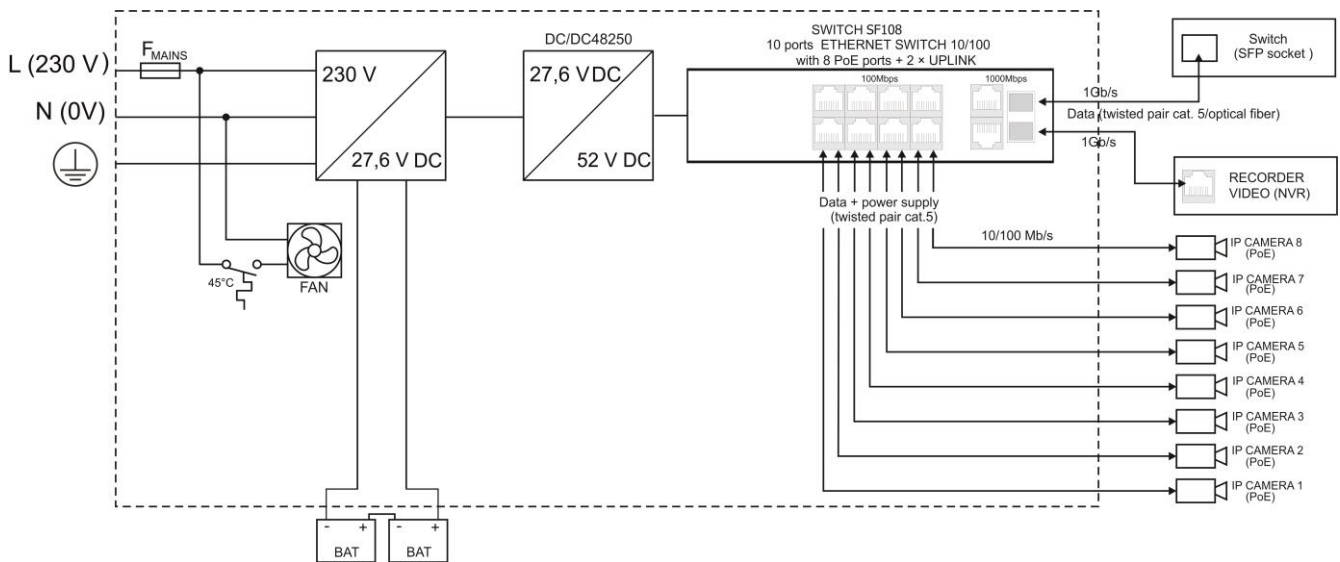 SWITCH SF108
10 ports ETHERNET SWITCH 10/100
with 8 PoE ports + 2 × UPLINK
DC/DC48250
L (230 V)
FMAINS
230 V
27,6 V DC
27,6 V DC
52 V DC
100Mbps
1000Mbps
Switch
(SFP socket )
N (0V)
1Gb/s
Data (twisted pair cat. 5/optical fiber)
1Gb/s
RECORDER
VIDEO (NVR)
Data + power supply
(twisted pair cat.5)
10/100 Mb/s
45°C
FAN
IP CAMERA 8
(PoE)
IP CAMERA 7
(PoE)
IP CAMERA 6
(PoE)
IP CAMERA 5
(PoE)
IP CAMERA 4
(PoE)
IP CAMERA 3
(PoE)
IP CAMERA 2
(PoE)
IP CAMERA 1
(PoE)
- +
BAT
- +
BAT